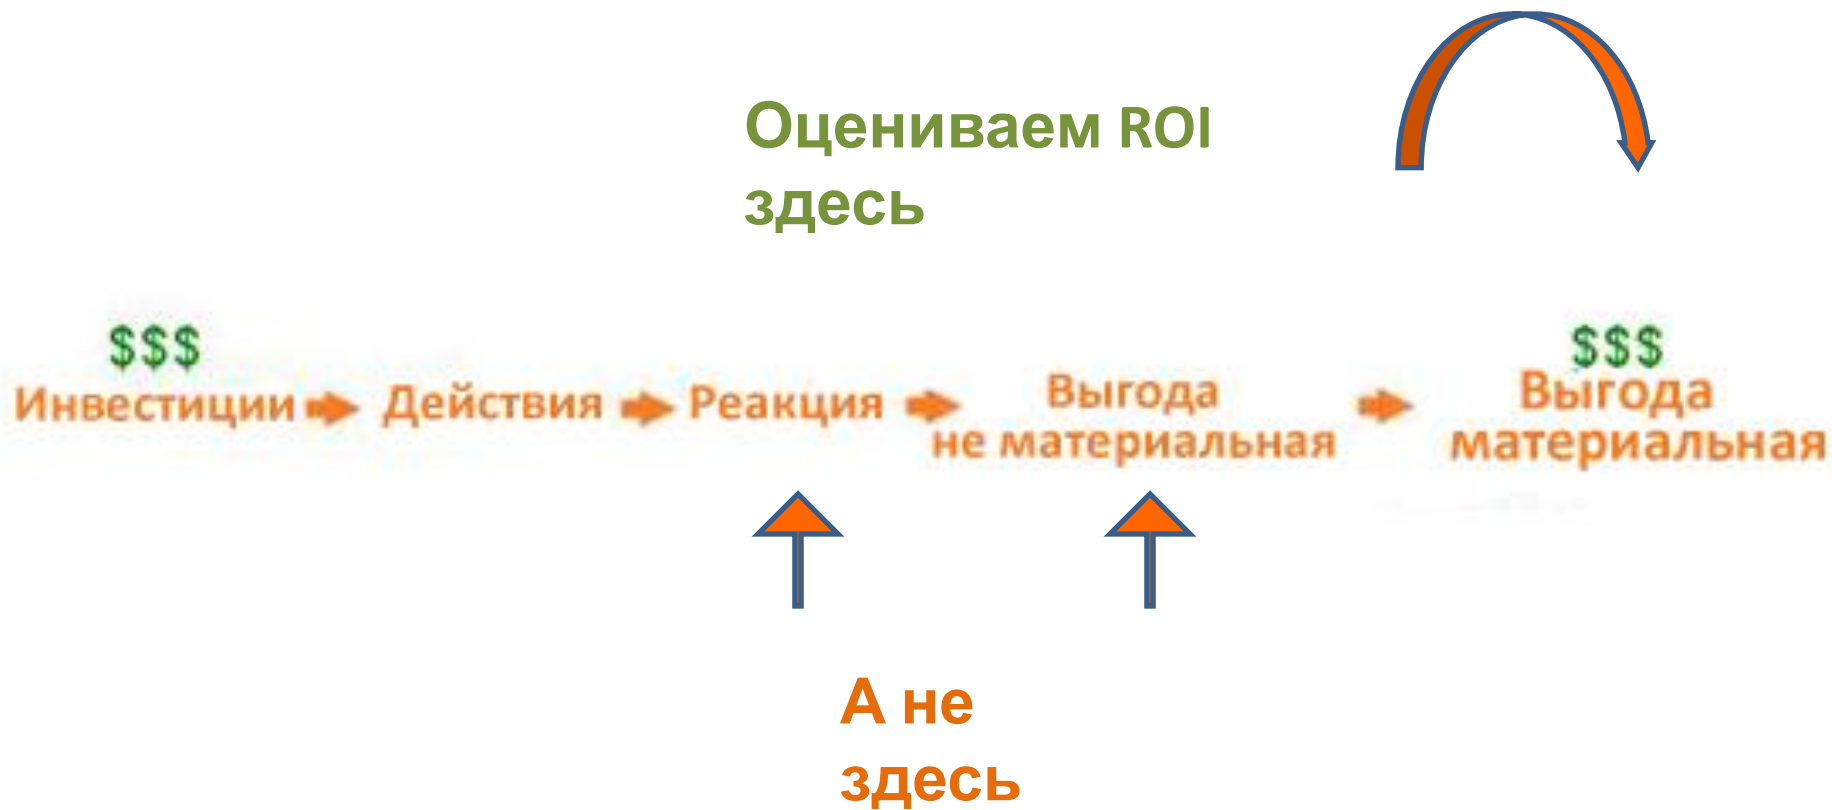 Оцениваем ROI
здесь
$$$
$$$
Инвестиции
Действия
Реакция
Выгода
не материальная
Выгода
материальная
А не
здесь